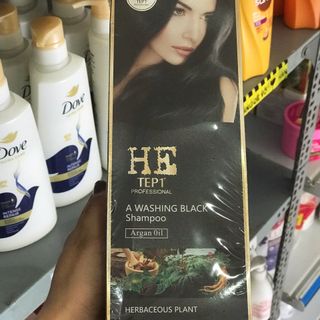 HE
TEPT
PROFESSIONAL
A WASHING BLACK
Shampoo
Argan Oil
HERBACEOUS PLANT
Dove
Dove